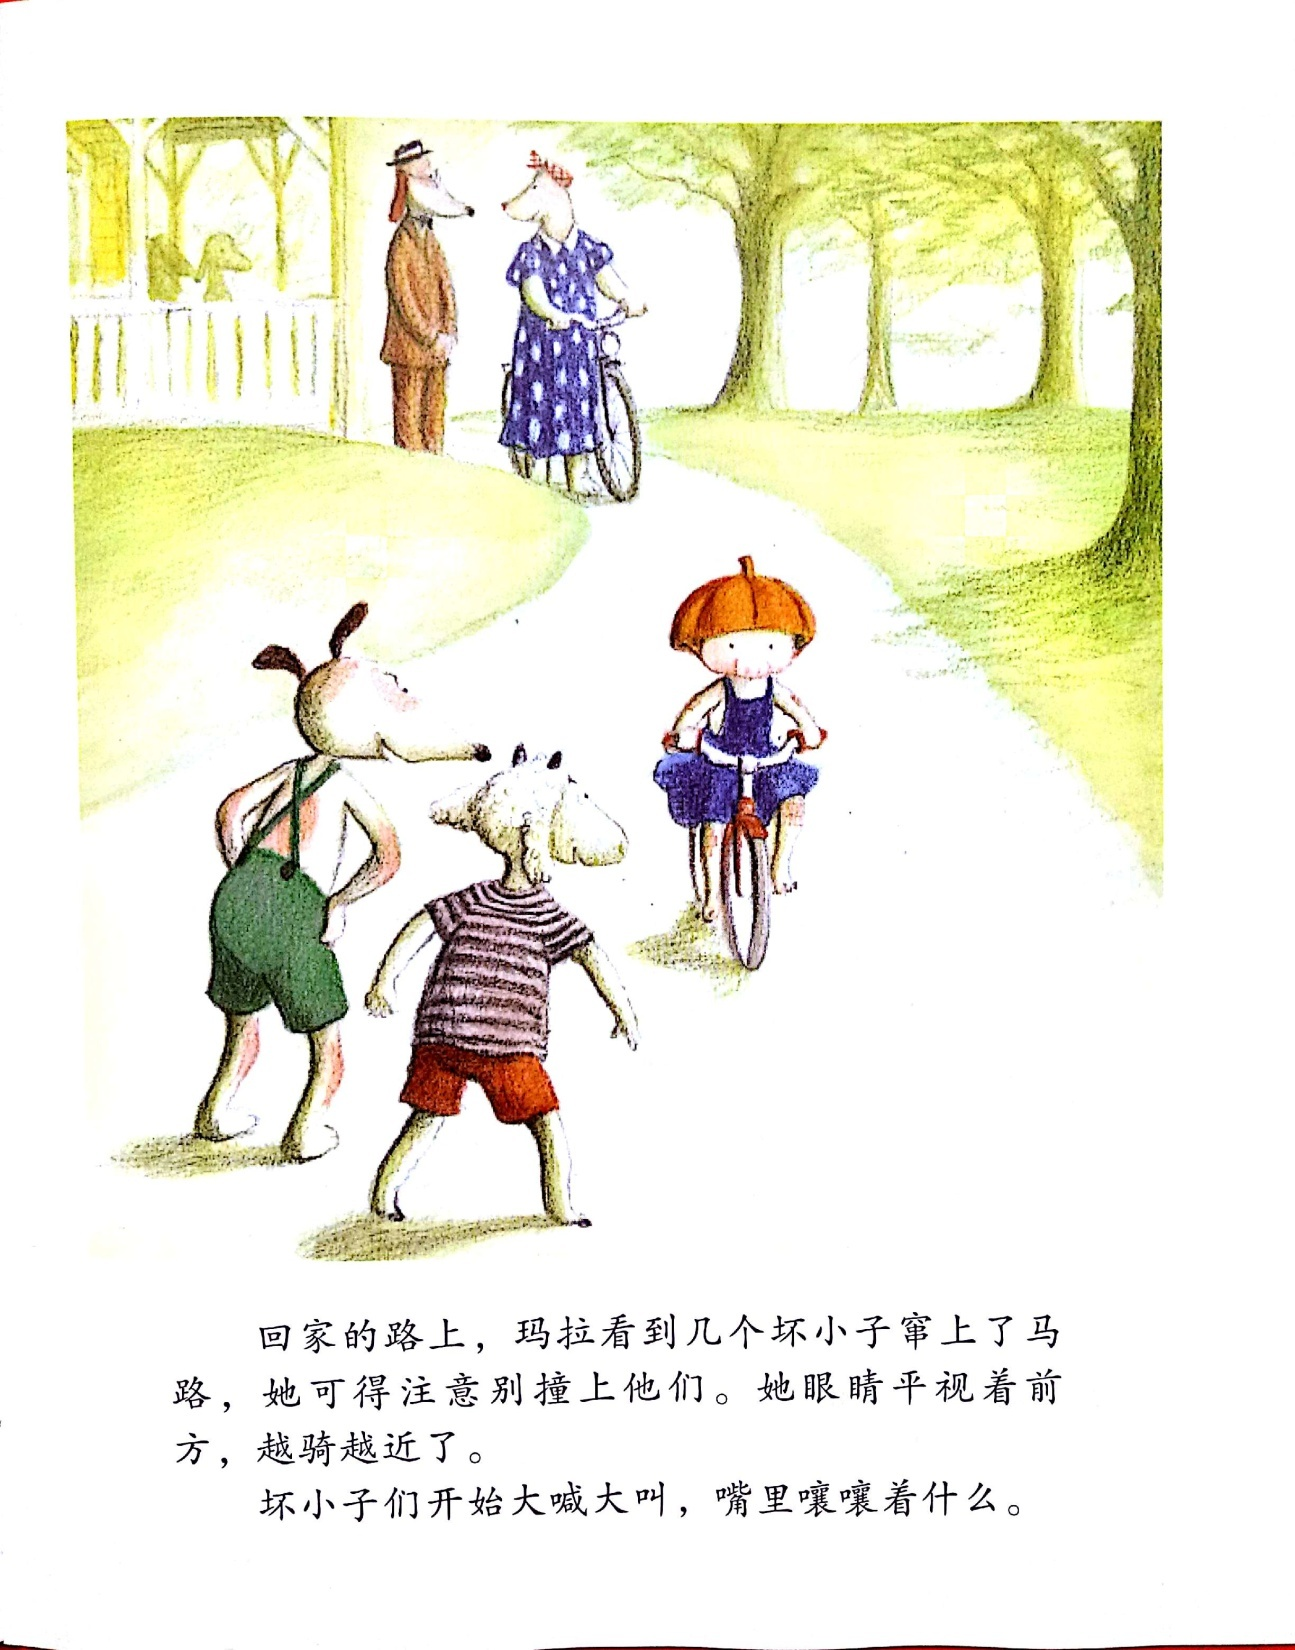 回家的路上，玛拉看到几个坏小子窜上了马
路，她可得注意别撞上他们。她眼睛平视着前
方，越骑越近了。
坏小子们开始大喊大叫，嘴里嚷嚷着什么。